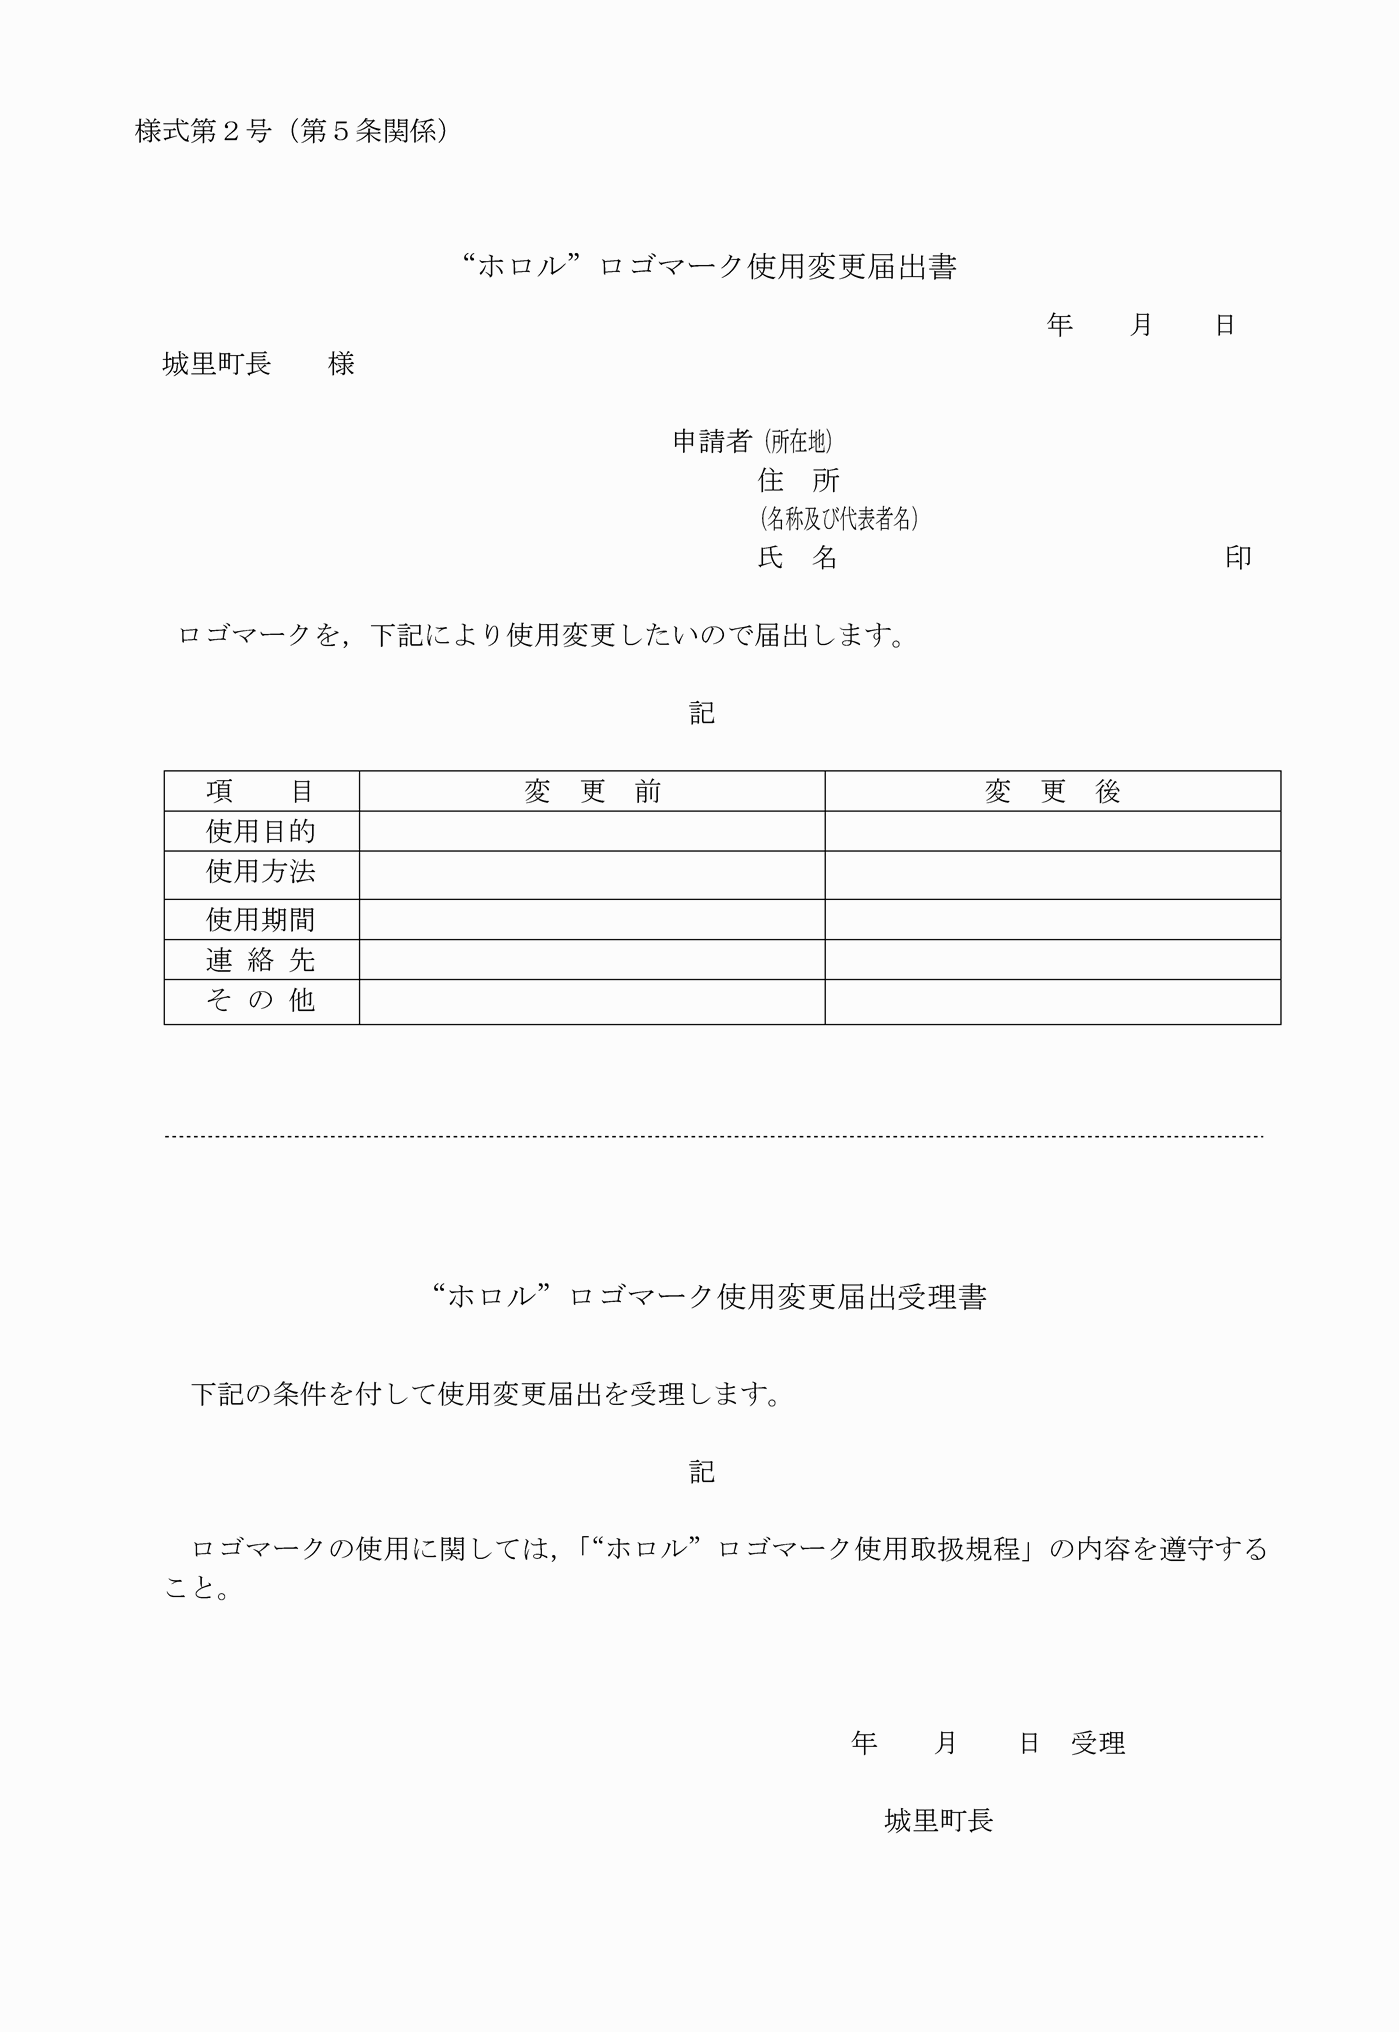 様式第２号（第５条関係）
“ホロル”ロゴマーク使用変更届出書
年　　月　　日
城里町長　　様
申請者（所在地）
住　所
（名称及び代表者名）
氏　名　　　　　　　　　　　　　　印
ロゴマークを，下記により使用変更したいので届出します。
記
項　　目　変　更　前　変　更　後
使用目的
使用方法
使用期間
連 絡 先
そ の 他
“ホロル”ロゴマーク使用変更届出受理書
下記の条件を付して使用変更届出を受理します。
記
ロゴマークの使用に関しては，「“ホロル”ロゴマーク使用取扱規程」の内容を遵守する
こと。
年　　月　　日　受理
城里町長